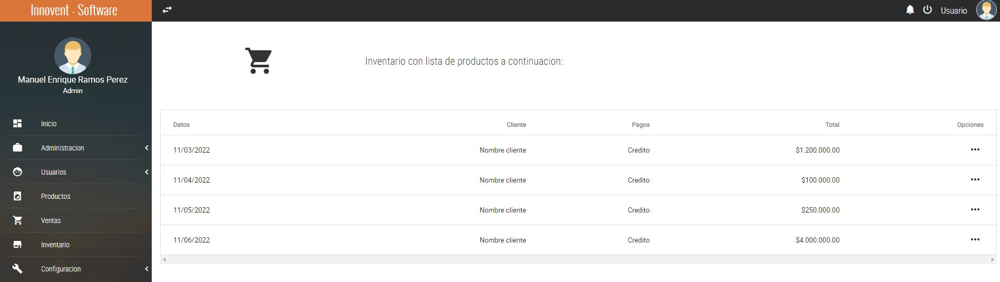 Innovent - Software
Usuario
Manuel Enrique Ramos Perez
Admin
Inicio
Administracion
Usuarios
Productos
Ventas
Inventario
Configuracion
Inventario con lista de productos a continuacion:
Datos Cliente Pagos Total Opciones
11/03/2022 Nombre cliente Credito $1.200.000.00
11/04/2022 Nombre cliente Credito $100.000.00
11/05/2022 Nombre cliente Credito $250.000.00
11/06/2022 Nombre cliente Credito $4.000.000.00